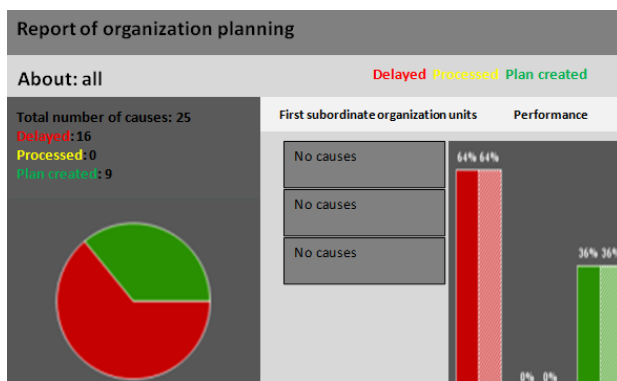 Report of organization planning
About: all
Delayed Processed Plan created
Total number of causes: 25
Delayed: 16
Processed: 0
Plan created: 9
First subordinate organization units Performance
No causes
No causes
No causes
64% 64%
36% 36%
0% 0%